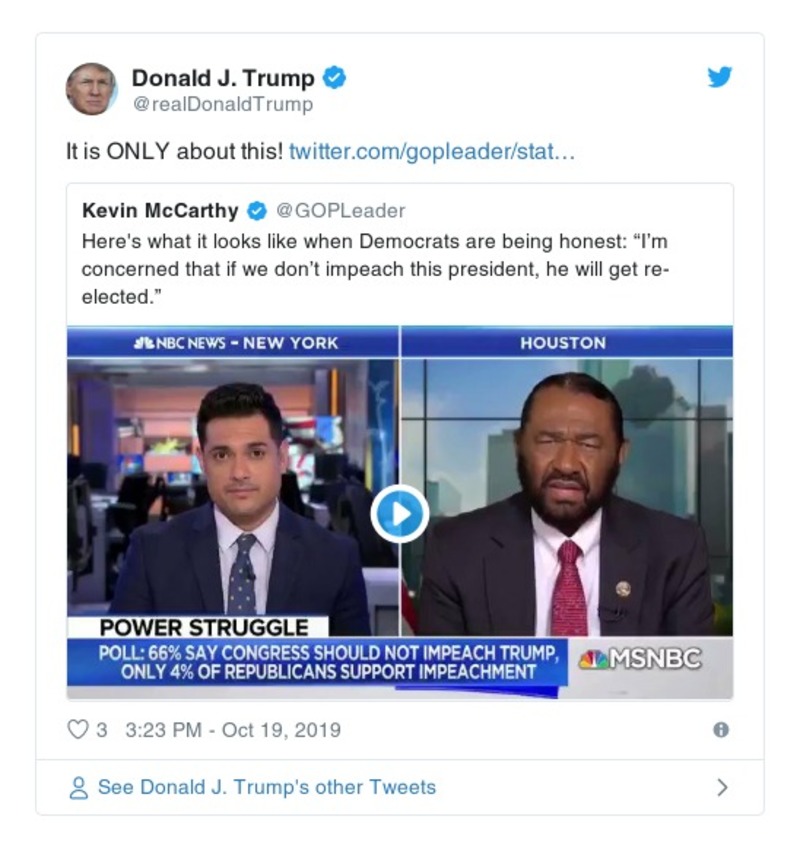 Donald J. Trump
@realDonaldTrump
It is ONLY about this! twitter.com/gopleader/stat…
Kevin McCarthy @GOPLeader
Here's what it looks like when Democrats are being honest: “I’m
concerned that if we don’t impeach this president, he will get re-
elected.”
NBC NEWS - NEW YORK
HOUSTON
POWER STRUGGLE
POLL: 66% SAY CONGRESS SHOULD NOT IMPEACH TRUMP,
ONLY 4% OF REPUBLICANS SUPPORT IMPEACHMENT
MSNBC
3 3:23 PM - Oct 19, 2019
See Donald J. Trump's other Tweets